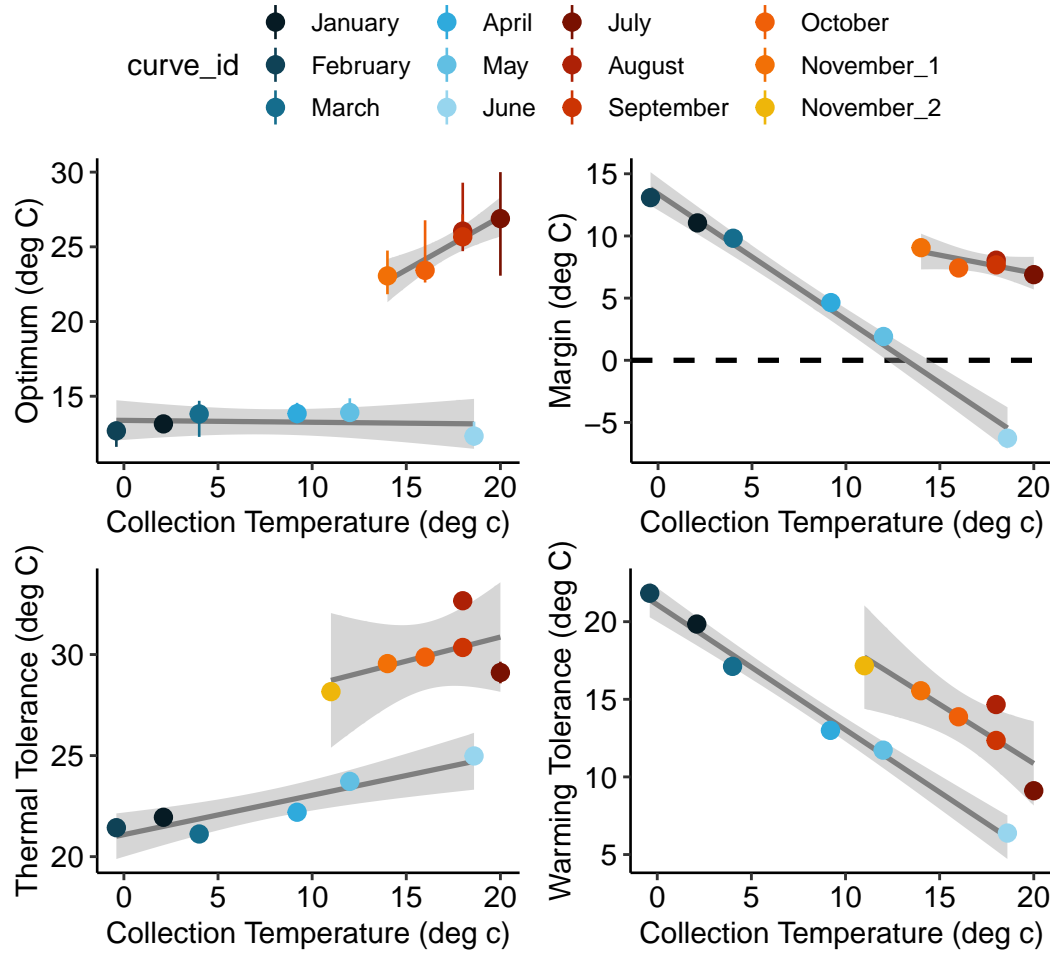 curve_id
January
February
March
April
May
June
July
August
September
October
November_1
November_2
Optimum (deg C)
30
25
20
15
0 5 10 15 20
Collection Temperature (deg c)
Margin (deg C)
15
10
5
0
−5
0 5 10 15 20
Collection Temperature (deg c)
Thermal Tolerance (deg C)
30
25
20
0 5 10 15 20
Collection Temperature (deg c)
Warming Tolerance (deg C)
20
15
10
5
0 5 10 15 20
Collection Temperature (deg c)